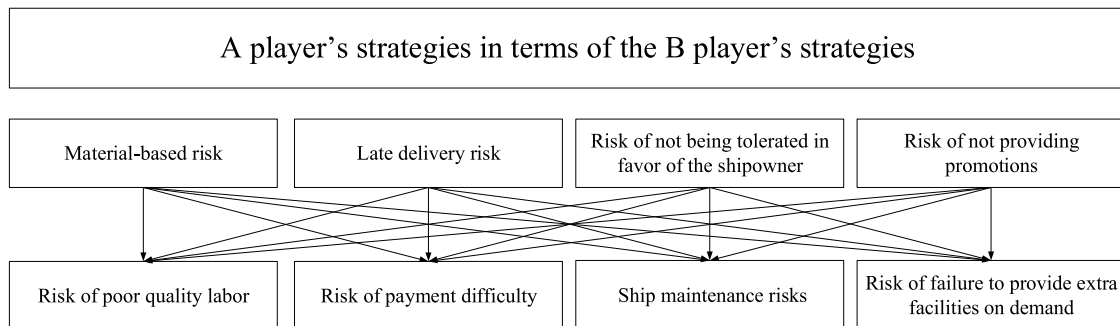 A player’s strategies in terms of the B player’s strategies
Material-based risk
Late delivery risk
Risk of not being tolerated in
favor of the shipowner
Risk of not providing
promotions
Risk of poor quality labor
Risk of payment difficulty
Ship maintenance risks
Risk of failure to provide extra
facilities on demand